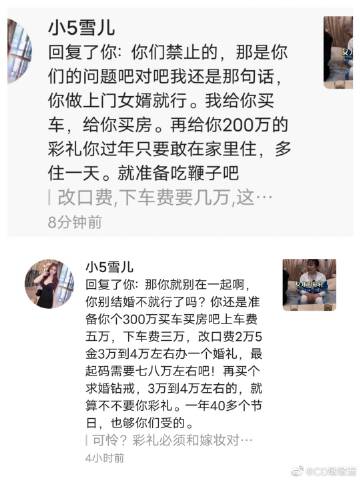 小5雪儿
回复了你: 你们禁止的，那是你
们的问题吧对吧我还是那句话，
你做上门女婿就行。我给你买
车，给你买房。再给你200万的
彩礼你过年只要敢在家里住，多
住一天。就准备吃鞭子吧
改口费,下车费要几万,这…
8分钟前
小5雪儿
回复了你: 那你就别在一起啊，
你别结婚不就行了吗？你还是准
备你个300万买车买房吧上车费
五万，下车费三万，改口费2万5
金3万到4万左右办一个婚礼，最
起码需要七八万左右吧！再买个
求婚钻戒，3万到4万左右的，就
算不不要你彩礼。一年40多个节
日，也够你们受的。
可怜？彩礼必须和嫁妆对…
4小时前